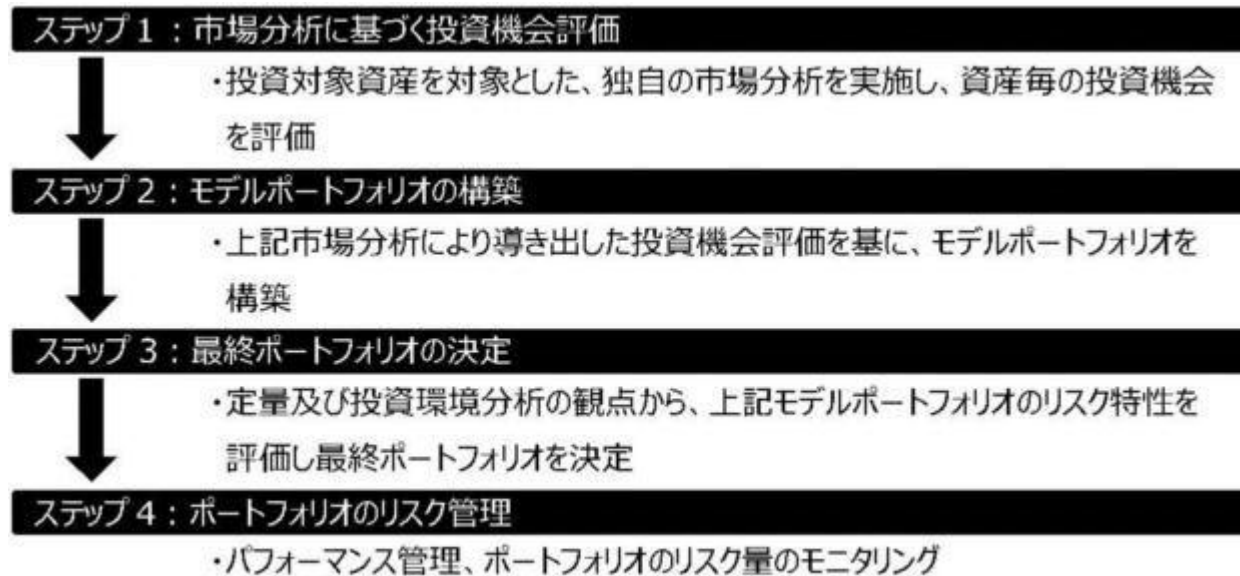 ステップ1：市場分析に基づく投資機会評価
・投資対象資産を対象とした、独自の市場分析を実施し、資産毎の投資機会
を評価
ステップ2：モデルポートフォリオの構築
・上記市場分析により導き出した投資機会評価を基に、モデルポートフォリオを
構築
ステップ3：最終ポートフォリオの決定
・定量及び投資環境分析の観点から、上記モデルポートフォリオのリスク特性を
評価し最終ポートフォリオを決定
ステップ4：ポートフォリオのリスク管理
・パフォーマンス管理、ポートフォリオのリスク量のモニタリング